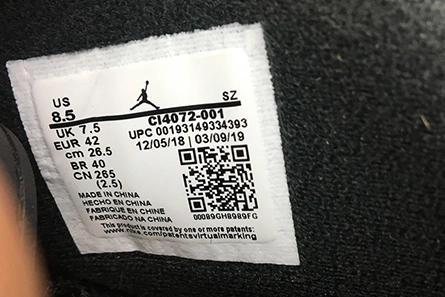 US SZ
8.5 CI4072-001
UK 7.5 UPC 00193149334393
EUR 42 12/05/18 | 03/09/19
cm 26.5
BR 40
CN 265
(2.5)
MADE IN CHINA
HECHO EN CHINA
FABRIQUE EN CHINE
FABRICADO NA CHINA
00089GH8989FG
This product is covered by one or more patents:
www.nike.com/patentsvirtualmarking